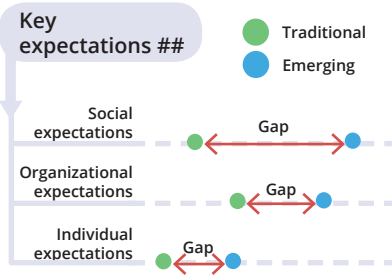 Key
expectations ##
Traditional
Emerging
Social
expectations
Gap
Organizational
expectations
Gap
Individual
expectations
Gap